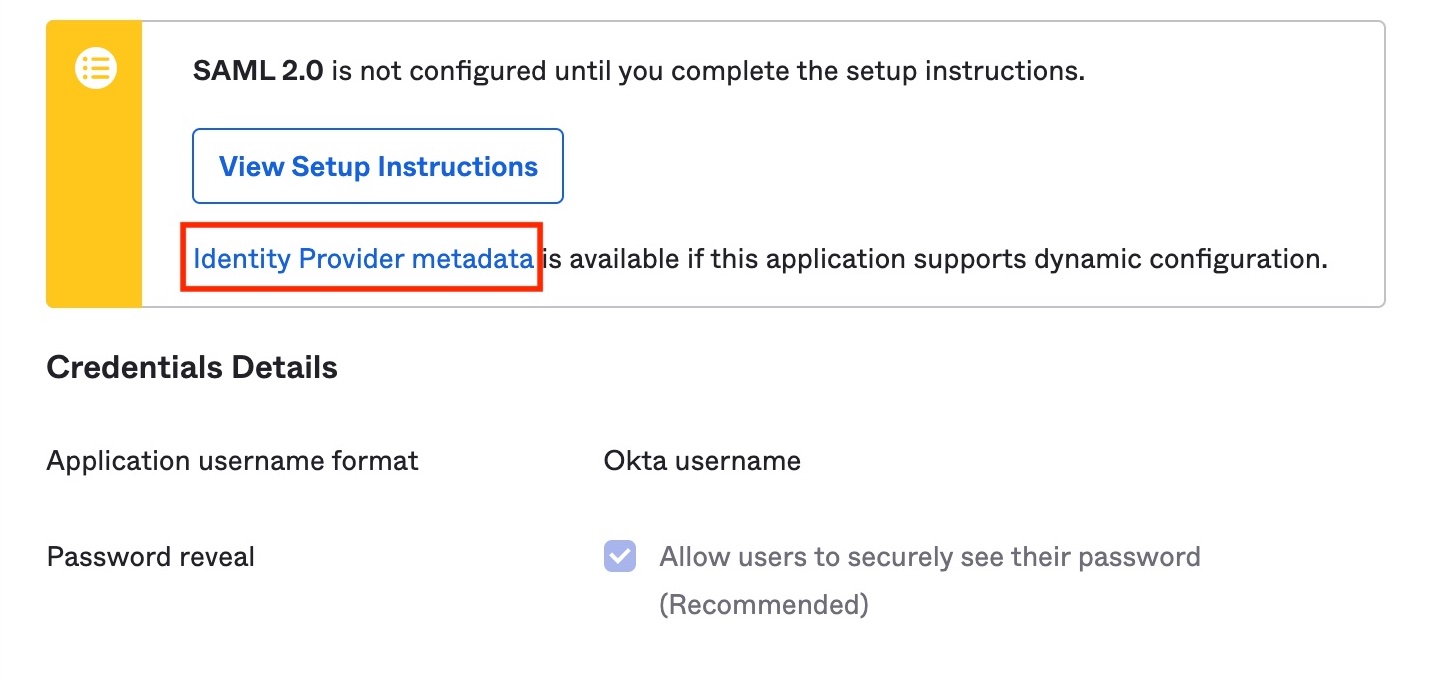 SAML 2.0 is not configured until you complete the setup instructions.
View Setup Instructions
Identity Provider metadata is available if this application supports dynamic configuration.
Credentials Details
Application username format
Okta username
Password reveal
Allow users to securely see their password
(Recommended)